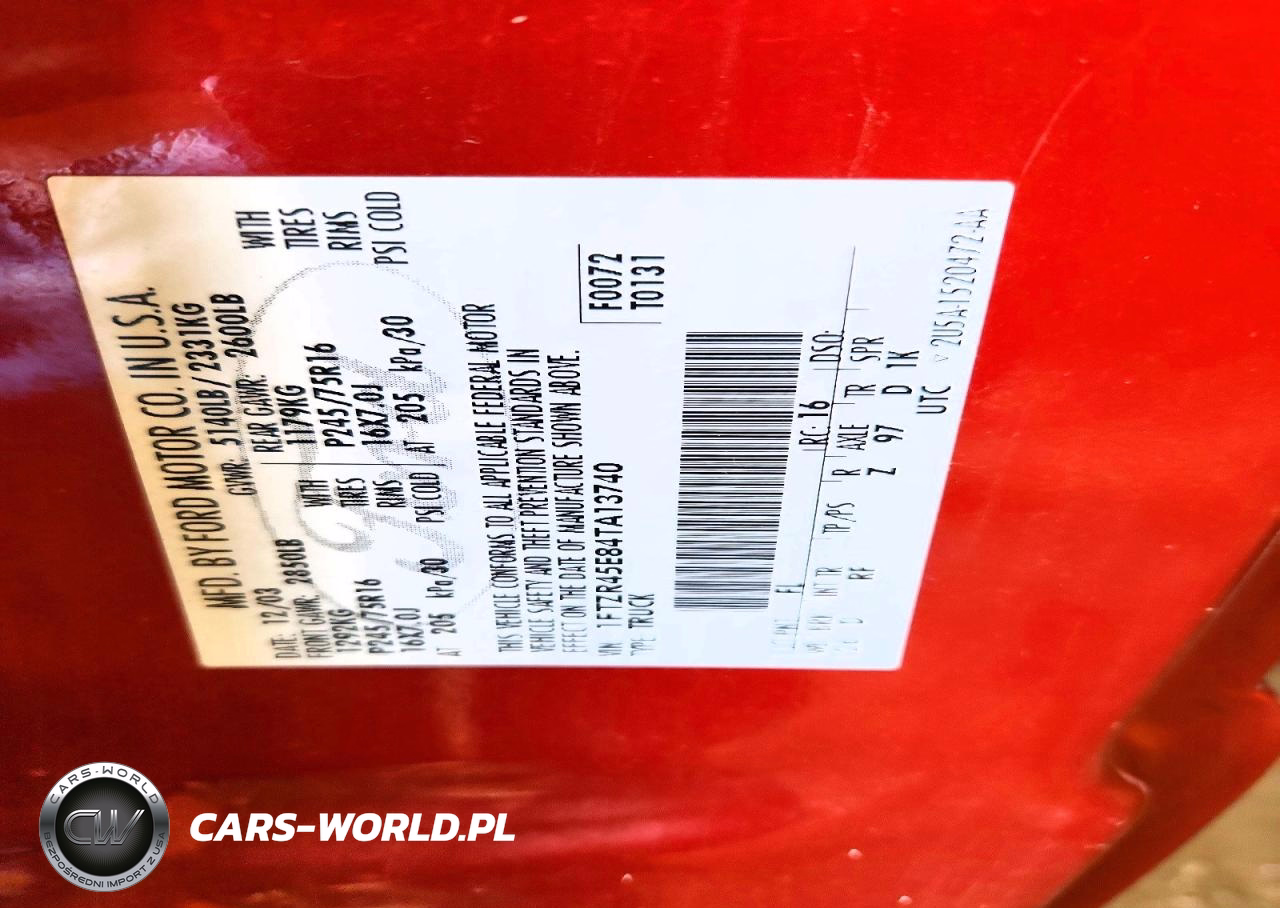 MFD. BY FORD MOTOR CO. IN U.S.A.
DATE: 12/03 GVWR: 5140LB/2331KG
FRONT GAWR: 2850LB REAR GAWR: 2600LB
1292KG WITH 1179KG WITH
P245/75R16 TIRES P245/75R16 TIRES
16X7.0J RIMS 16X7.0J RIMS
AT 205 kPa/30 PSI COLD AT 205 kPa/30 PSI COLD
THIS VEHICLE CONFORMS TO ALL APPLICABLE FEDERAL MOTOR
VEHICLE SAFETY AND THEFT PREVENTION STANDARDS IN
EFFECT ON THE DATE OF MANUFACTURE SHOWN ABOVE.
VIN 1FTZR45E84TA13740 F0072
TYPE TRUCK T0131
FL RC: 16 DSO:
INT TR TP/PS R AXLE TR SPR
D RF Z 97 D 1K
UTC
2U5A-1520472-AA
CARS-WORLD
CW
BEZPOŚREDNI IMPORT Z USA
CARS-WORLD.PL